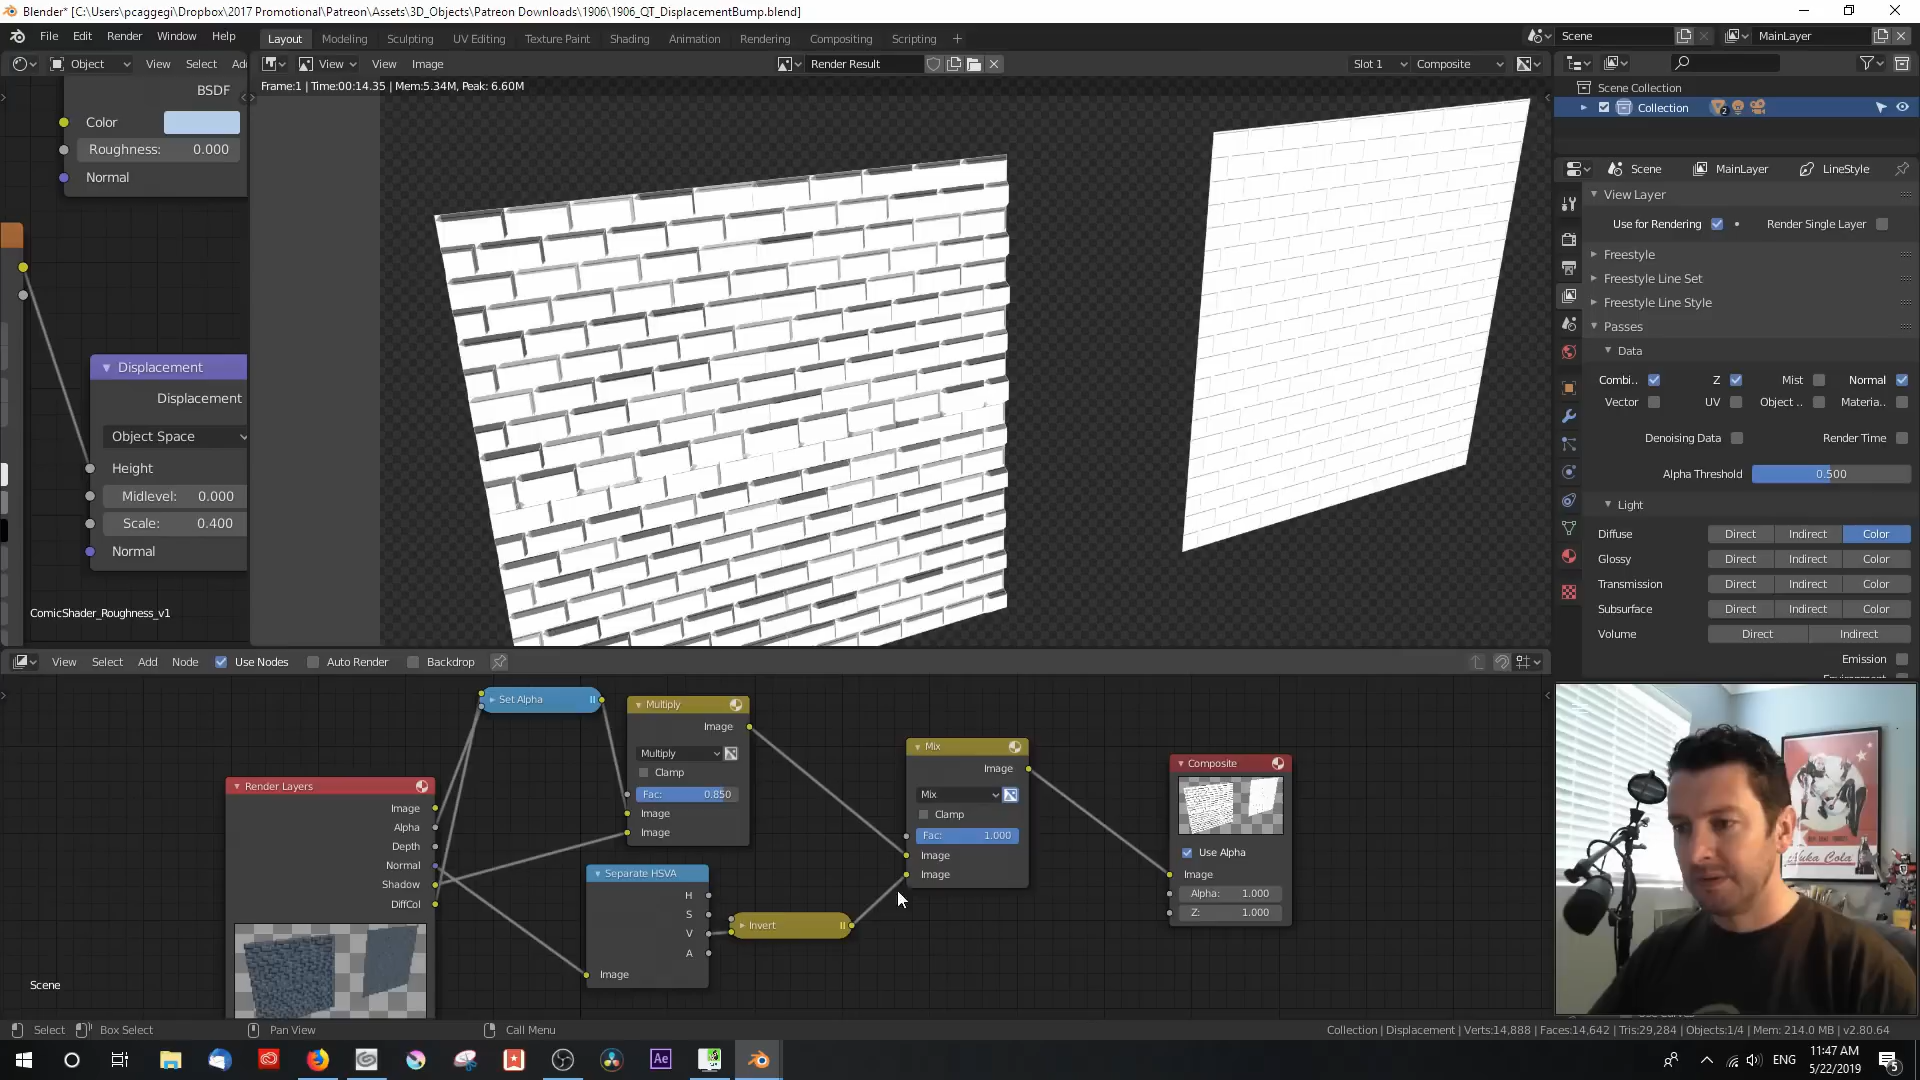 Blender* [C:\Users\pcaggegi\Dropbox\2017 Promotional\Patreon\Assets\3D_Objects\Patreon Downloads\1906\1906_QT_DisplacementBump.blend]
File Edit Render Window Help Layout Modeling Sculpting UV Editing Texture Paint Shading Animation Rendering Compositing Scripting Scene MainLayer
Object View Select View View Image Render Result Slot 1 Composite
Frame:1 | Time:00:14.35 | Mem:5.34M, Peak: 6.60M
BSDF
Color
Roughness: 0.000
Normal
Displacement
Displacement
Object Space
Height
Midlevel: 0.000
Scale: 0.400
Normal
ComicShader_Roughness_v1
Scene Collection
Collection
2
Scene MainLayer LineStyle
View Layer
Use for Rendering Render Single Layer
Freestyle
Freestyle Line Set
Freestyle Line Style
Passes
Data
Combi.. Z Mist Normal
Vector UV Object .. Materia..
Denoising Data Render Time
Alpha Threshold 0.500
Light
Diffuse Direct Indirect Color
Glossy Direct Indirect Color
Transmission Direct Indirect Color
Subsurface Direct Indirect Color
Volume Direct Indirect
Emission
View Select Add Node Use Nodes Auto Render Backdrop
Set Alpha
Multiply
Image
Multiply
Clamp
Fac: 0.850
Image
Image
Render Layers
Image
Alpha
Depth
Normal
Shadow
DiffCol
Separate HSVA
H
S
V
A
Image
Invert
Mix
Image
Mix
Clamp
Fac: 1.000
Image
Image
Composite
Use Alpha
Image
Alpha: 1.000
Z: 1.000
Scene
Nuka Cola
Select Box Select Pan View Call Menu
Collection | Displacement | Verts:14,888 | Faces:14,642 | Tris:29,284 | Objects:1/4 | Mem: 214.0 MB | v2.80.64
Ae
ENG
11:47 AM
5/22/2019
5